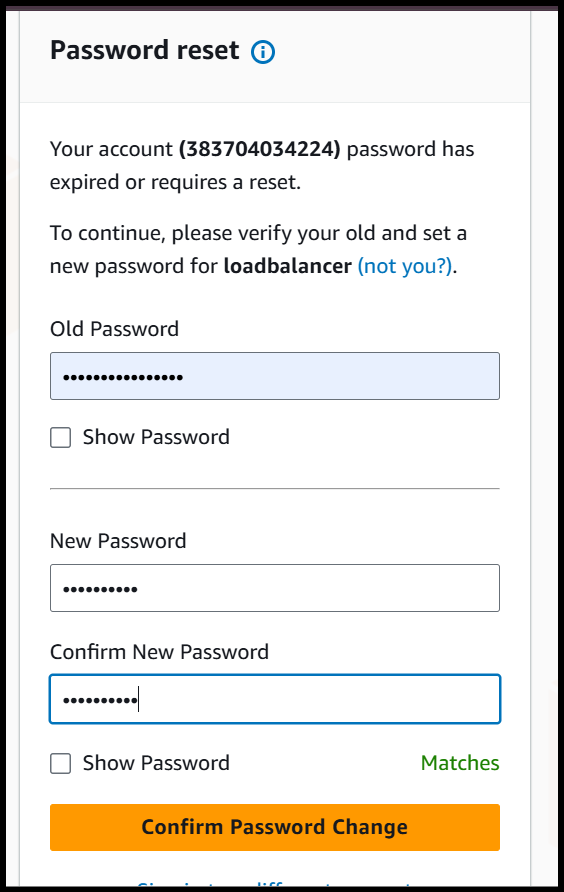 Password reset
Your account (383704034224) password has
expired or requires a reset.
To continue, please verify your old and set a
new password for loadbalancer (not you?).
Old Password
••••••••••••••••
Show Password
New Password
••••••••••
Confirm New Password
••••••••••
Show Password
Matches
Confirm Password Change